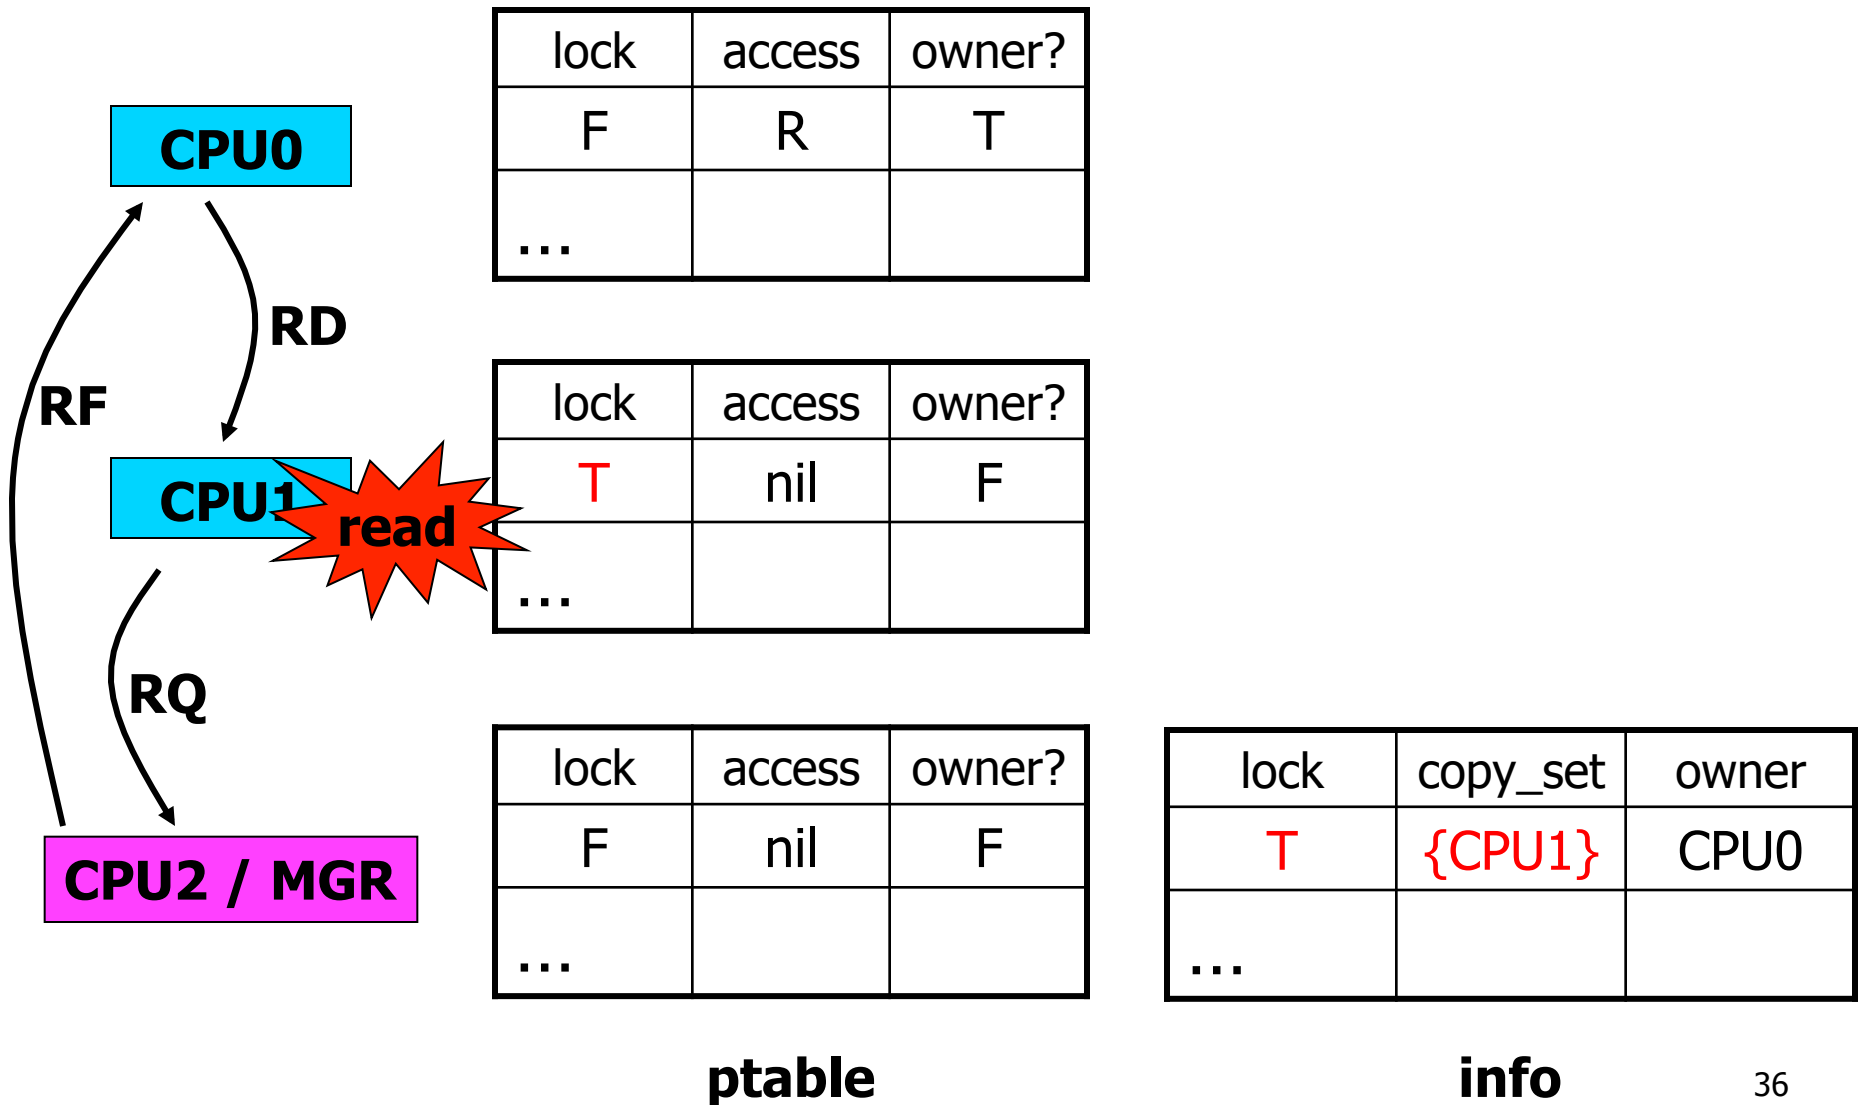 lock access owner?
CPU0
F R T
...
RD
RF
lock access owner?
CPU1
read
T nil F
...
RQ
lock access owner?
lock copy_set owner
CPU2 / MGR
F nil F
T {CPU1} CPU0
...
...
ptable
info
36